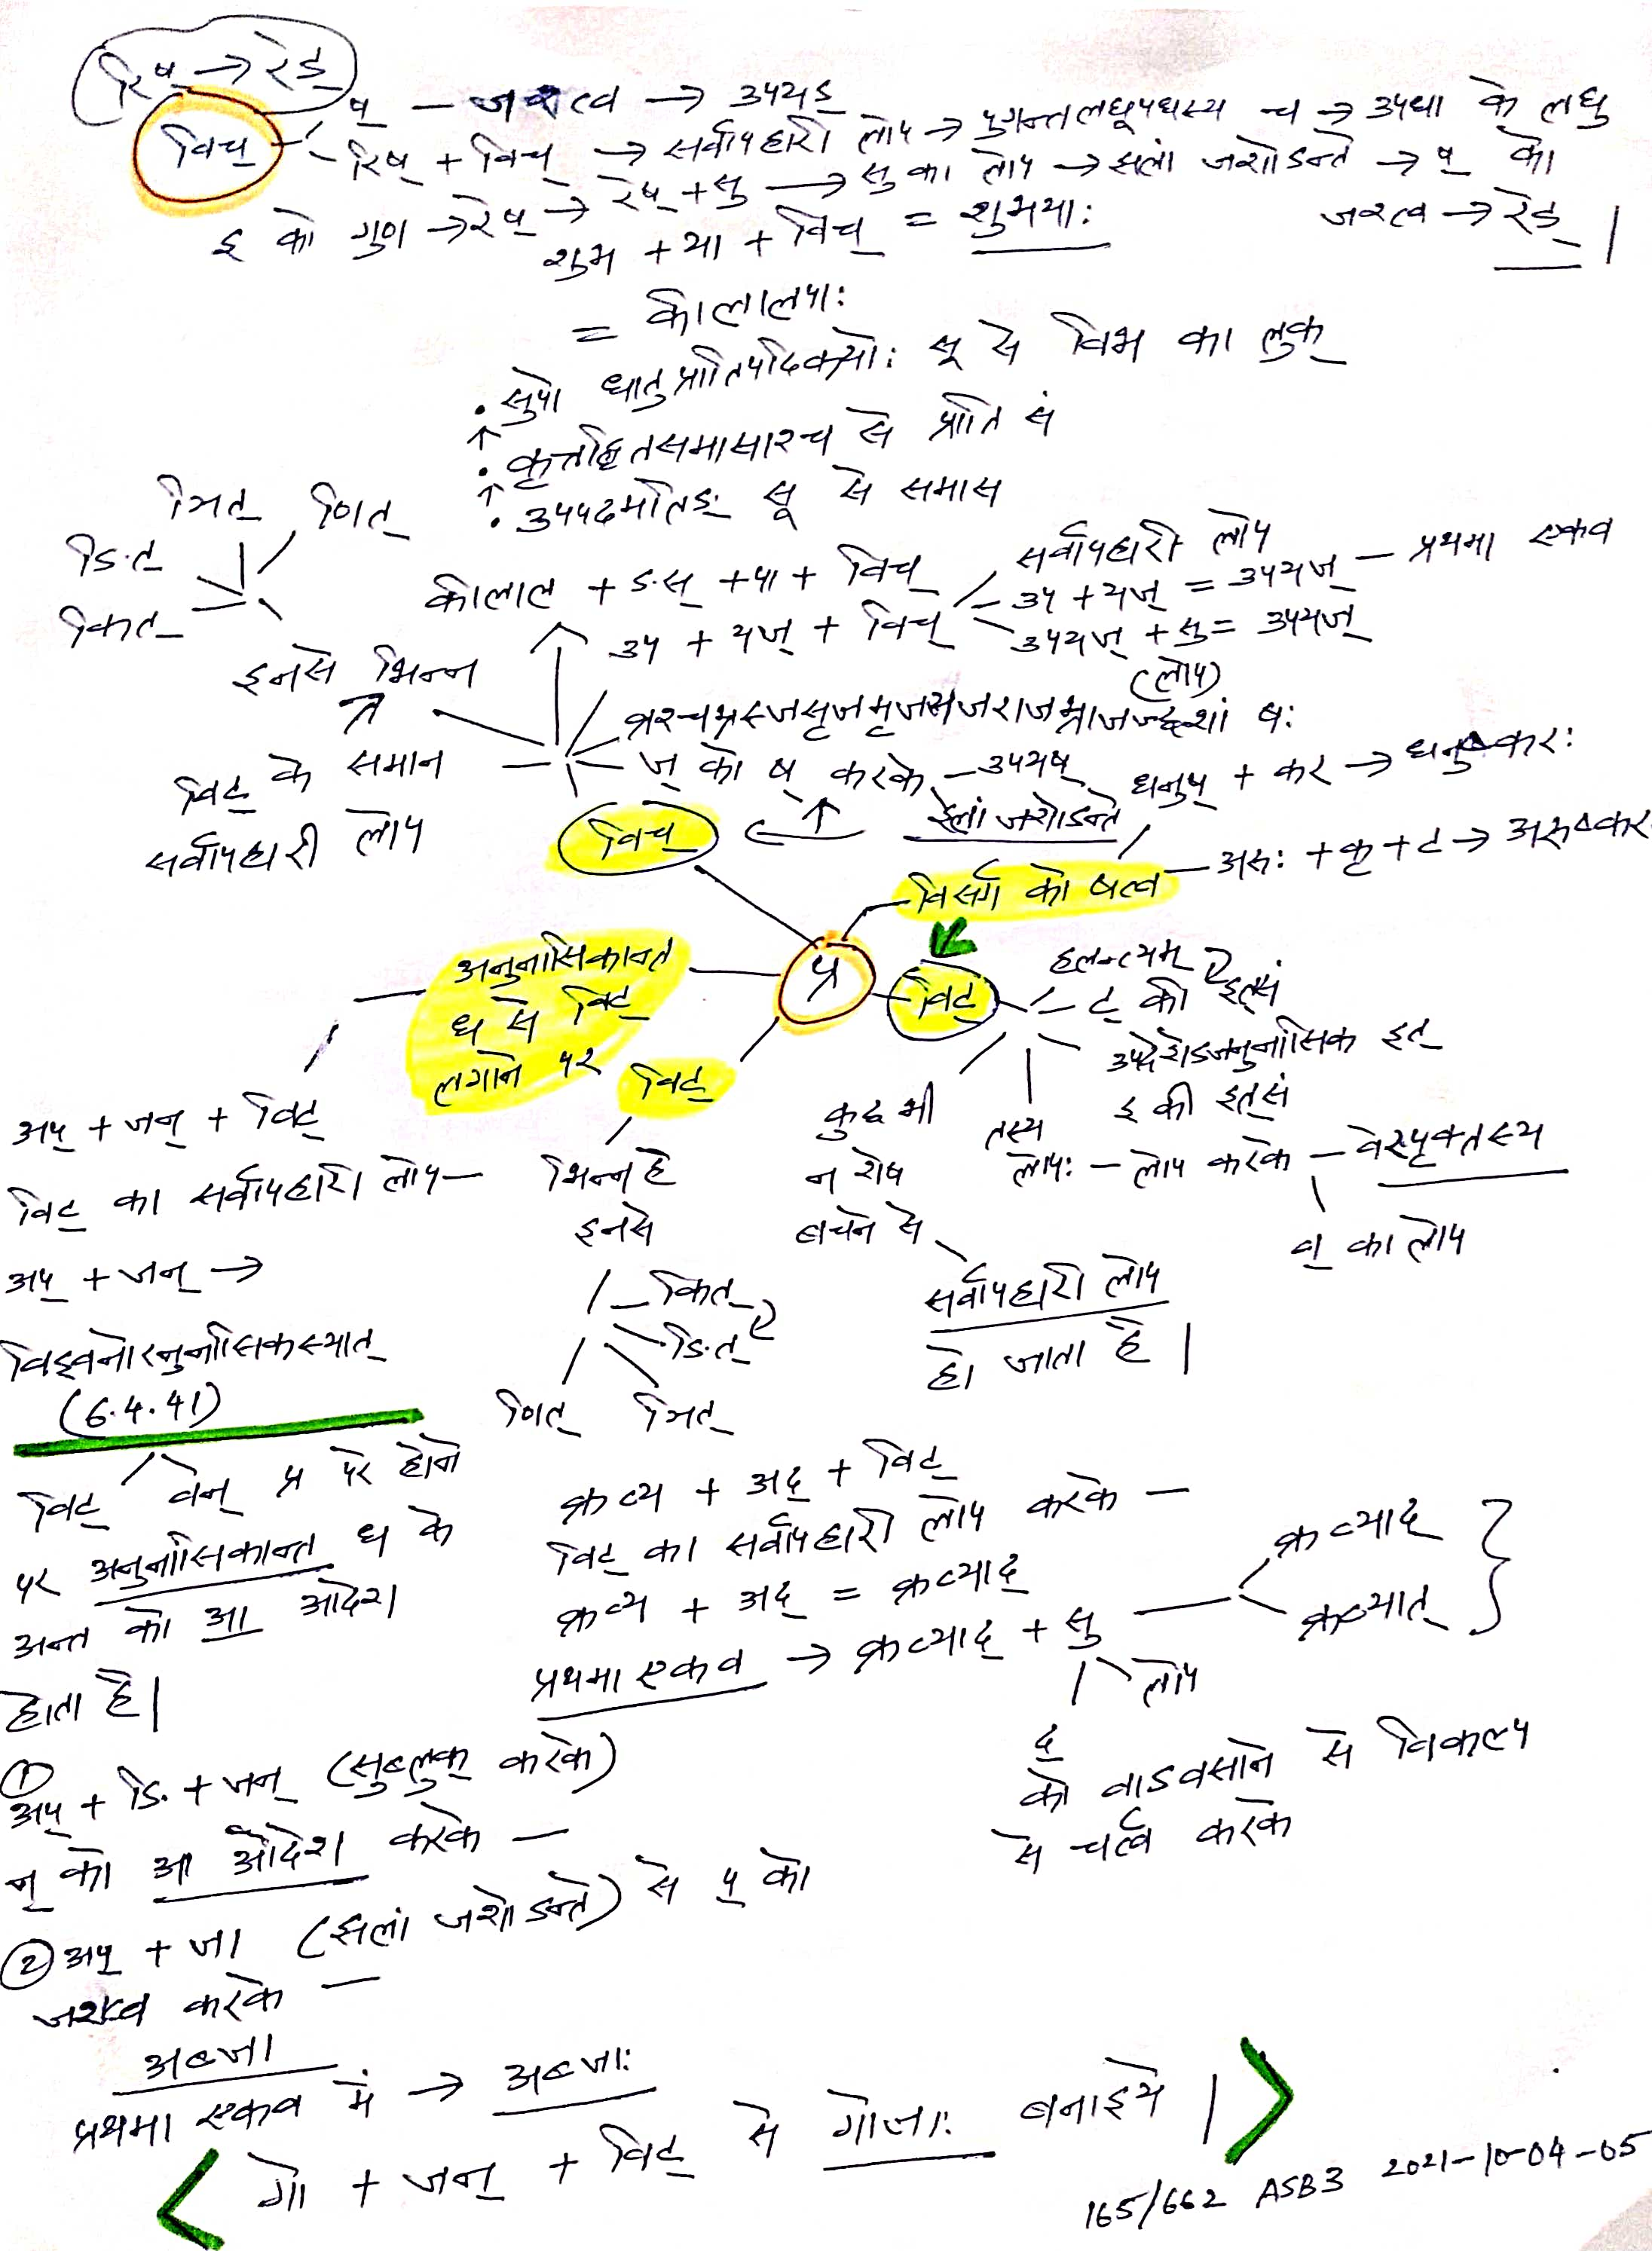 रिष् → रेड्
विच्
ष् – जश्त्व → उपयड्
रिष् + विच् → सर्वापहारी लोप → पुगन्तलघूपधस्य च → उपधा के लघु
इ को गुण → रेष् → रेष् + सु → सु का लोप → झलां जशोऽन्ते → ष् को
जश्त्व → रेड् |
शुभ + या + विच् = शुभयाः
= कीलालपाः
• सुपो धातुप्रातिपदिकयोः सू से विभ का लुक्
↑
• कृत्तद्धितसमासाश्च से प्राति सं
↑
• उपपदमतिङ् सू से समास
ञित् णित्
ङित्
कित्
इनसे भिन्न
कीलाल + ङस् + पा + विच्
उप + यज् + विच्
सर्वापहारी लोप
उप + यज् = उपयज् – प्रथमा एकव
उपयज् + सु = उपयज्
(लोप)
व्रश्चभ्रस्जसृजमृजयजराजभ्राजच्छशां षः
ज् को ष् करके – उपयष्
झलां जशोऽन्ते
विट् के समान
सर्वापहारी लोप
विच्
धनुष् + कर → धनुष्करः
विसर्ग को षत्व – अरुः + कृ + ट → अरुष्कर
प्र
अनुनासिकान्त
ध से विट्
लगाने पर
विट्
हलन्त्यम्
ट् की इत्सं
उपदेशेऽजनुनासिक इत्
इ की इत्सं
तस्य
लोपः – लोप करके – वेरपृक्तस्य
व् का लोप
कुछ भी
न शेष
बचने से
सर्वापहारी लोप
हो जाता है |
विट्
भिन्न है
इनसे
कित्
ङित्
णित् ञित्
अप् + जन् + विट्
विट् का सर्वापहारी लोप –
अप् + जन् →
विड्वनोरनुनासिकस्यात्
(6.4.41)
विट् वन् प्र परे होने
पर अनुनासिकान्त ध के
अन्त को आ आदेश
होता है |
क्रव्य + अद् + विट्
विट् का सर्वापहारी लोप करके –
क्रव्य + अद् = क्रव्याद्
प्रथमा एकव → क्रव्याद् + सु
क्रव्याद्
क्रव्यात्
लोप
द्
को वाऽवसाने से विकल्प
से चर्त्व करके
① अप् + ङि + जन् (सुब्लुक् करके)
न् को आ आदेश करके –
② अप् + जा (झलां जशोऽन्ते) से प् को
जश्त्व करके –
अब्जा
प्रथमा एकव में → अब्जाः
< गो + जन् + विट् से गोजाः बनाइये | >
165/662 ASB3 2021-10-04-05